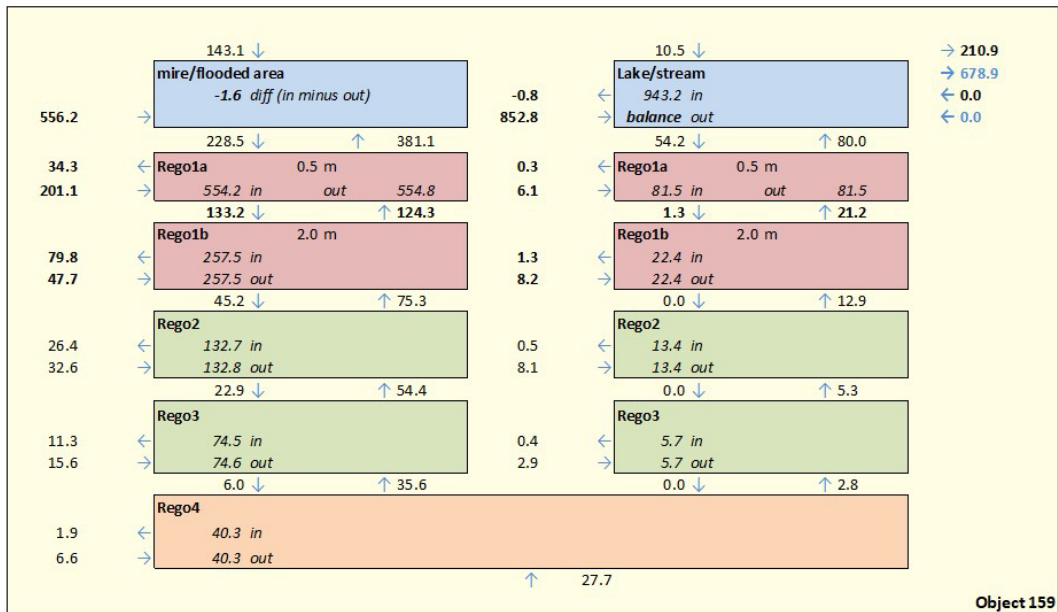 143.1 ↓ 10.5 ↓ → 210.9
mire/flooded area Lake/stream → 678.9
-1.6 diff (in minus out) -0.8 ← 943.2 in ← 0.0
556.2 → 852.8 → balance out ← 0.0
228.5 ↓ ↑ 381.1 54.2 ↓ ↑ 80.0
34.3 ← Rego1a 0.5 m 0.3 ← Rego1a 0.5 m
201.1 → 554.2 in out 554.8 6.1 → 81.5 in out 81.5
133.2 ↓ ↑ 124.3 1.3 ↓ ↑ 21.2
Rego1b 2.0 m Rego1b 2.0 m
79.8 ← 257.5 in 1.3 ← 22.4 in
47.7 → 257.5 out 8.2 → 22.4 out
45.2 ↓ ↑ 75.3 0.0 ↓ ↑ 12.9
Rego2 Rego2
26.4 ← 132.7 in 0.5 ← 13.4 in
32.6 → 132.8 out 8.1 → 13.4 out
22.9 ↓ ↑ 54.4 0.0 ↓ ↑ 5.3
Rego3 Rego3
11.3 ← 74.5 in 0.4 ← 5.7 in
15.6 → 74.6 out 2.9 → 5.7 out
6.0 ↓ ↑ 35.6 0.0 ↓ ↑ 2.8
Rego4
1.9 ← 40.3 in
6.6 → 40.3 out
↑ 27.7
Object 159